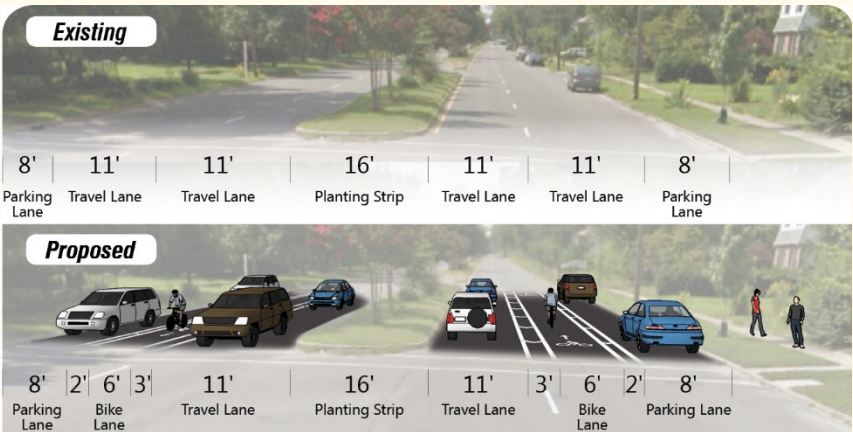 Existing
8' 11' 11' 16' 11' 11' 8'
Parking Lane Travel Lane Travel Lane Planting Strip Travel Lane Travel Lane Parking Lane
Proposed
8' 2' 6' 3' 11' 16' 11' 3' 6' 2' 8'
Parking Lane Bike Lane Travel Lane Planting Strip Travel Lane Bike Lane Parking Lane